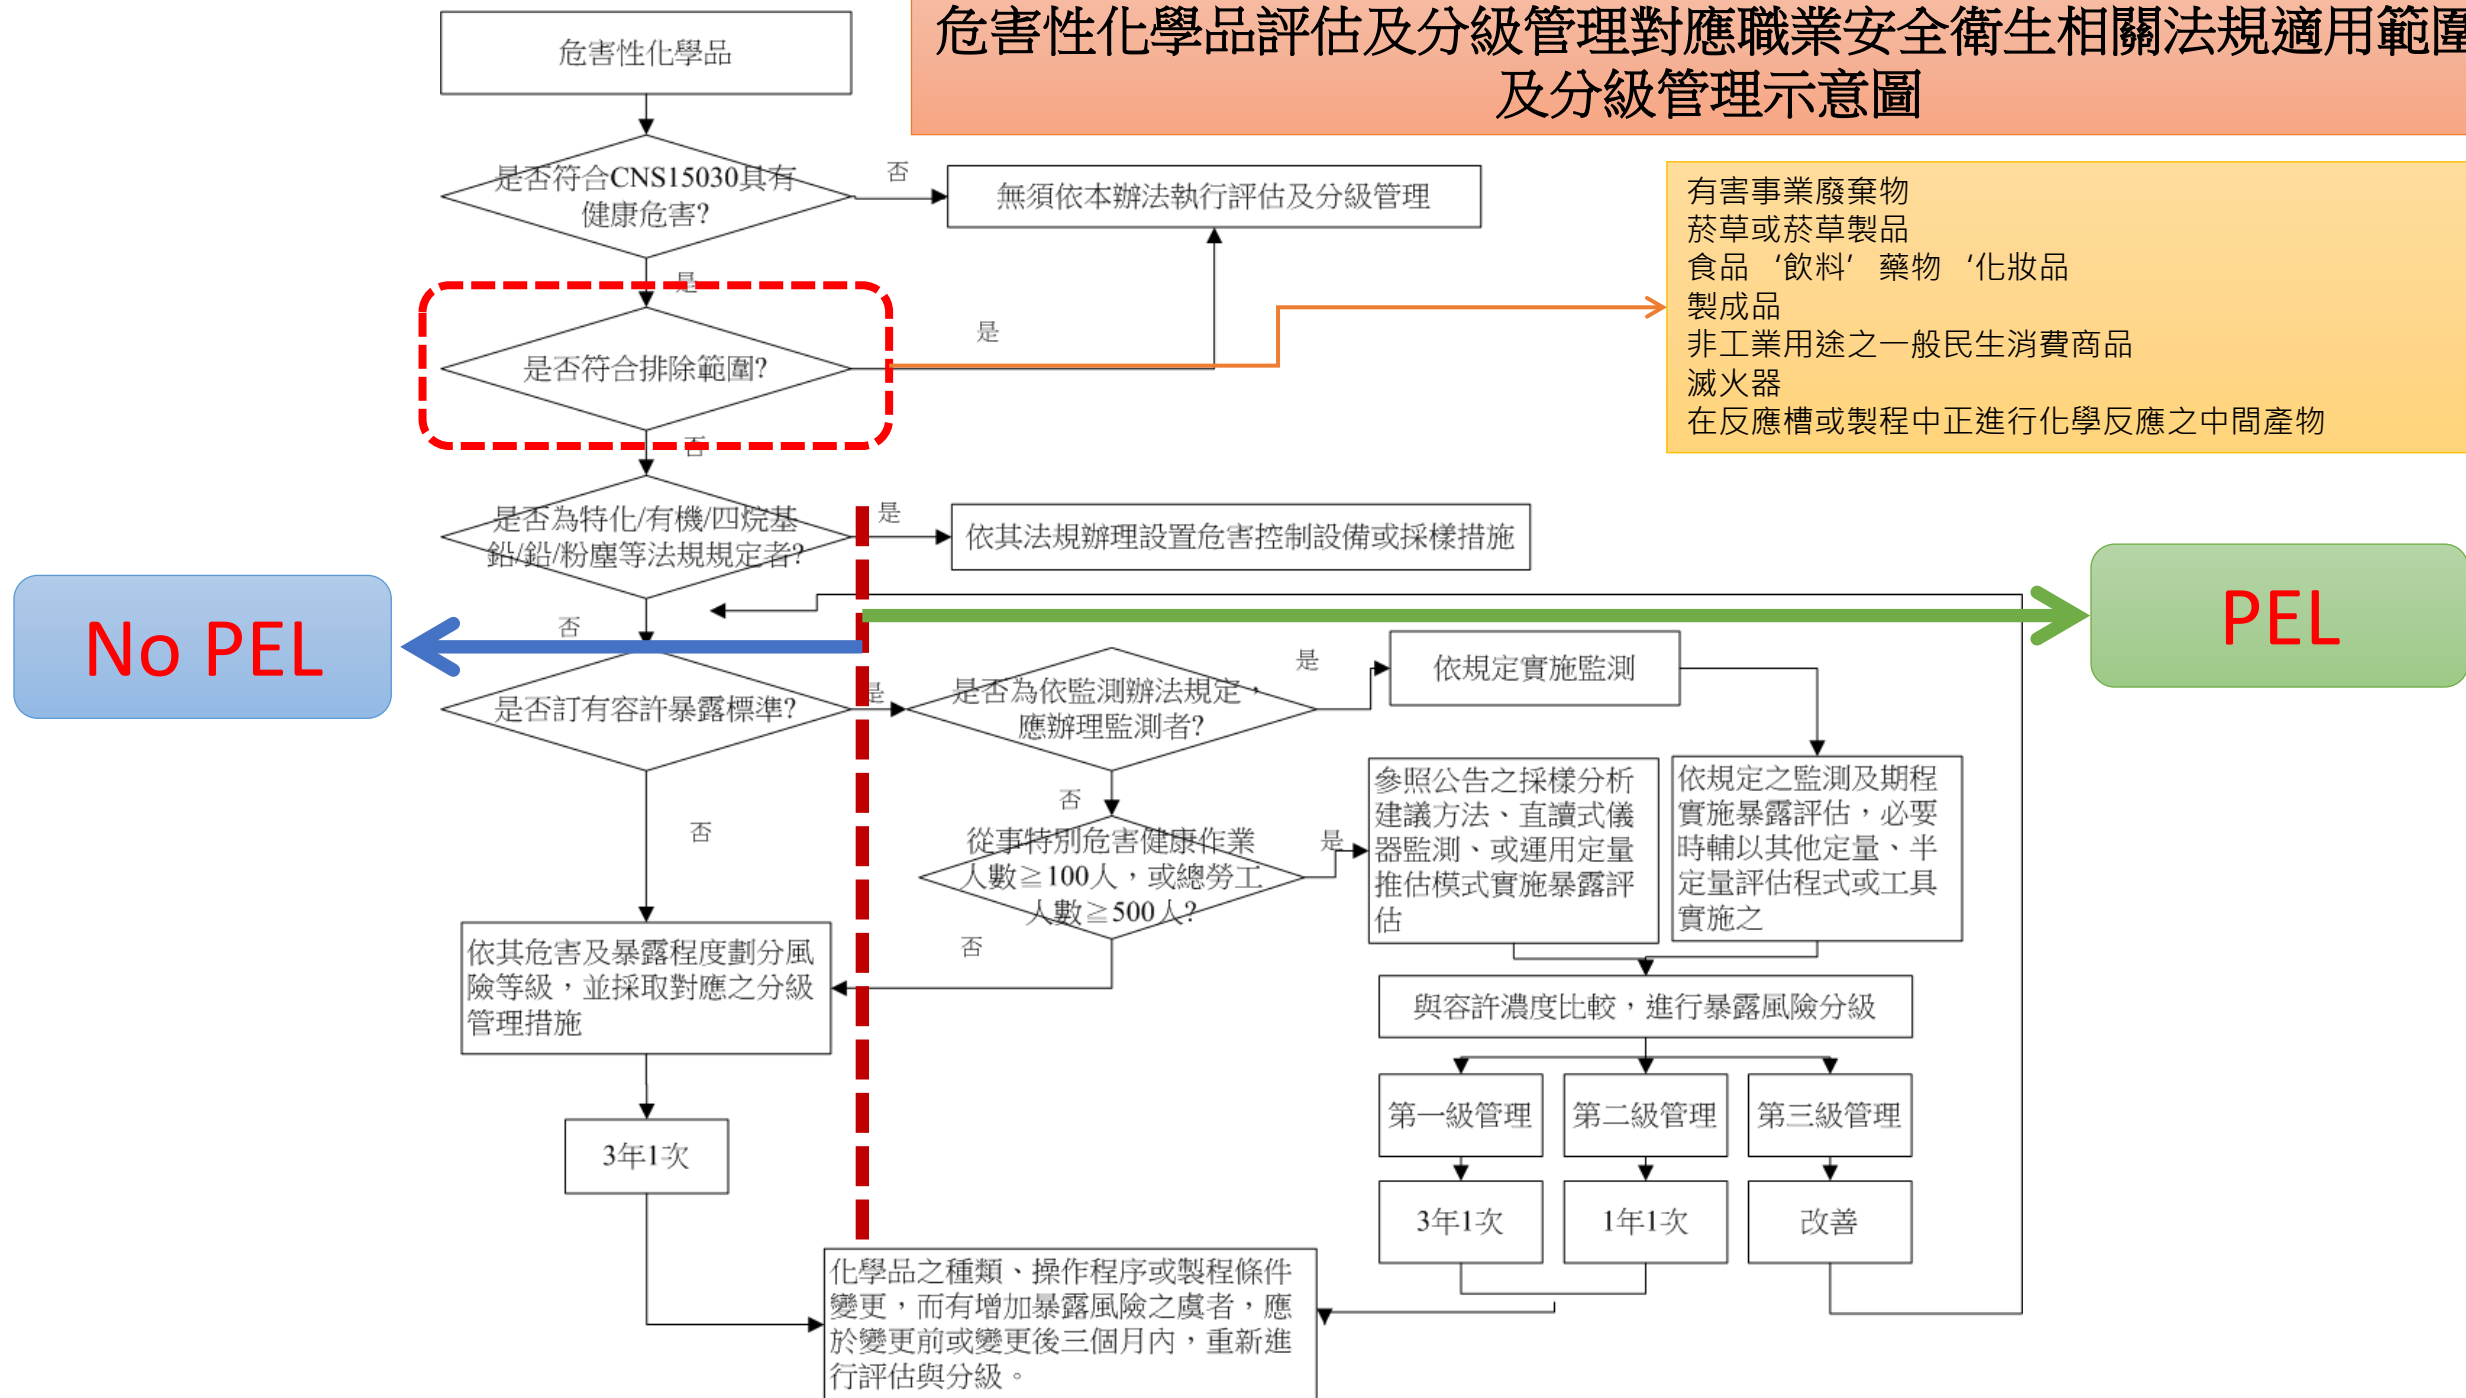 危害性化學品評估及分級管理對應職業安全衛生相關法規適用範圍
及分級管理示意圖
危害性化學品
是否符合CNS15030具有
健康危害?
否
無須依本辦法執行評估及分級管理
是
是否符合排除範圍?
是
有害事業廢棄物
菸草或菸草製品
食品‘飲料’藥物‘化妝品
製成品
非工業用途之一般民生消費商品
滅火器
在反應槽或製程中正進行化學反應之中間產物
否
是否為特化/有機/四烷基
鉛/鉛/粉塵等法規規定者?
是
依其法規辦理設置危害控制設備或採樣措施
No PEL
PEL
否
是否訂有容許暴露標準?
是
是否為依監測辦法規定，
應辦理監測者?
是
依規定實施監測
否
從事特別危害健康作業
人數≧100人，或總勞工
人數≧500人?
是
參照公告之採樣分析
建議方法、直讀式儀
器監測、或運用定量
推估模式實施暴露評
估
依規定之監測及期程
實施暴露評估，必要
時輔以其他定量、半
定量評估程式或工具
實施之
否
否
依其危害及暴露程度劃分風
險等級，並採取對應之分級
管理措施
與容許濃度比較，進行暴露風險分級
第一級管理
第二級管理
第三級管理
3年1次
3年1次
1年1次
改善
化學品之種類、操作程序或製程條件
變更，而有增加暴露風險之虞者，應
於變更前或變更後三個月內，重新進
行評估與分級。